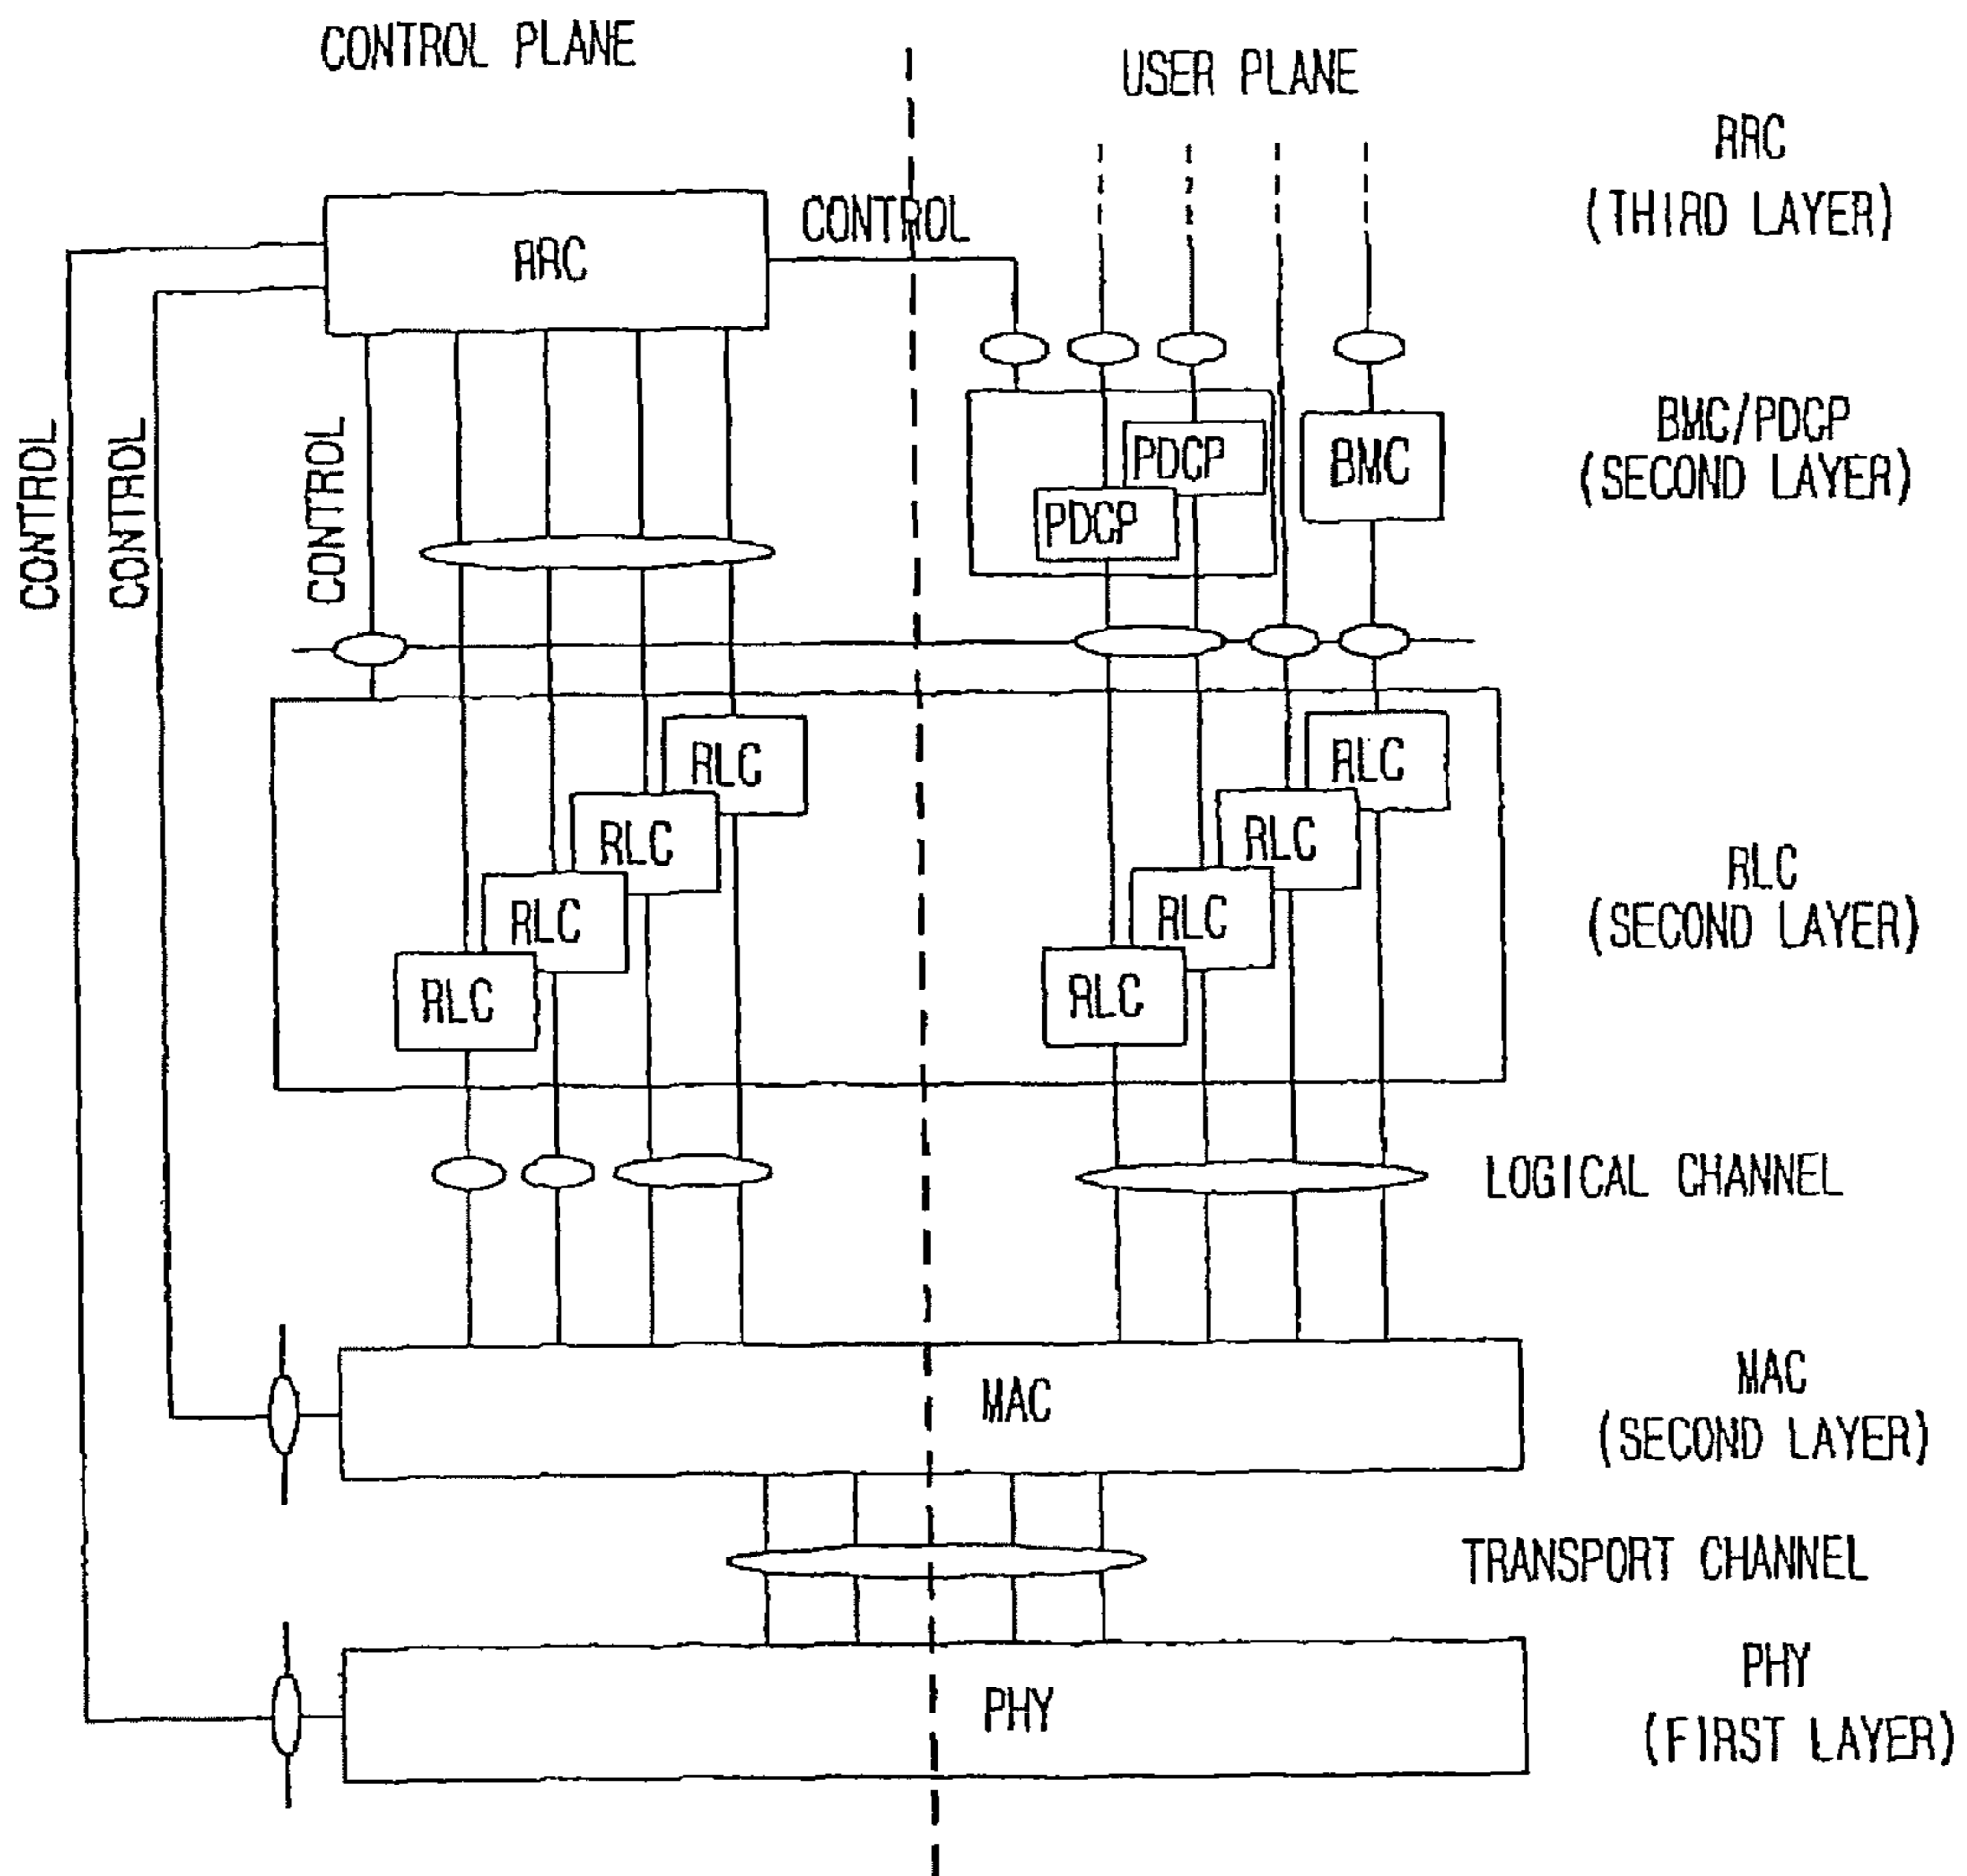 CONTROL PLANE
USER PLANE
RRC
(THIRD LAYER)
CONTROL
RRC
CONTROL
CONTROL
CONTROL
PDCP
PDCP
BMC
BMC/PDCP
(SECOND LAYER)
RLC
RLC
RLC
RLC
RLC
RLC
RLC
RLC
RLC
(SECOND LAYER)
LOGICAL CHANNEL
MAC
MAC
(SECOND LAYER)
TRANSPORT CHANNEL
PHY
PHY
(FIRST LAYER)